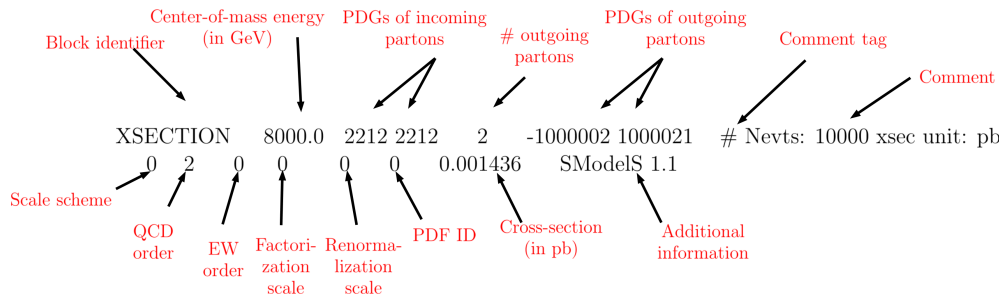 Center-of-mass energy
(in GeV)
PDGs of incoming
partons
PDGs of outgoing
partons
Block identifier
# outgoing
partons
Comment tag
Comment
XSECTION 8000.0 2212 2212 2 -1000002 1000021 # Nevts: 10000 xsec unit: pb
0 2 0 0 0 0 0.001436 SModelS 1.1
Scale scheme
QCD
order
EW
order
Factori-
zation
scale
Renorma-
lization
scale
PDF ID
Cross-section
(in pb)
Additional
information